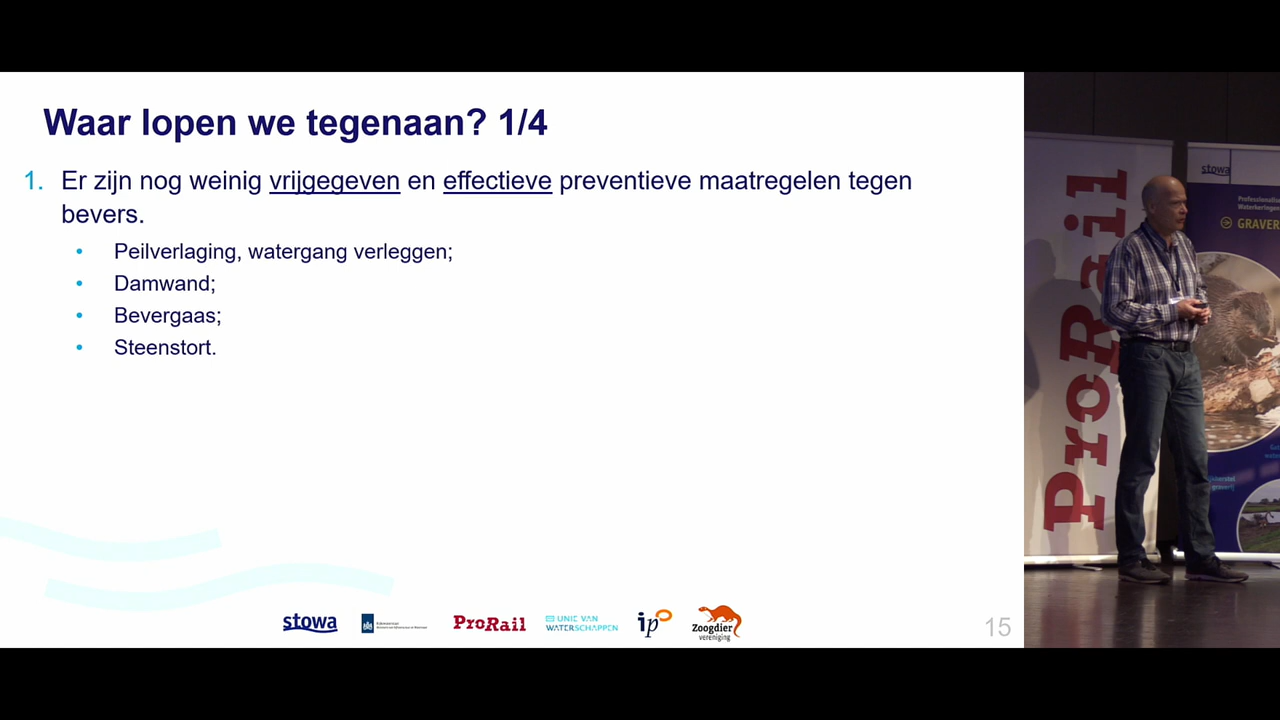 Waar lopen we tegenaan? 1/4
1. Er zijn nog weinig vrijgegeven en effectieve preventieve maatregelen tegen
bevers.
• Peilverlaging, watergang verleggen;
• Damwand;
• Bevergaas;
• Steenstort.
stowa
ProRail
UNIE VAN
WATERSCHAPPEN
ip
Zoogdier
vereniging
15
ProRail
stowa
GRAVER